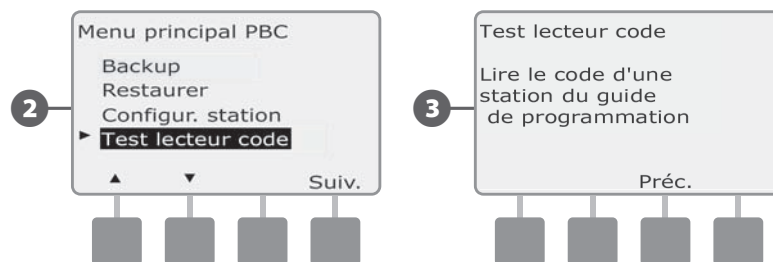 2
Menu principal PBC
Backup
Restaurer
Configur. station
► Test lecteur code
▲ ▼ Suiv.
3
Test lecteur code
Lire le code d'une
station du guide
de programmation
Préc.